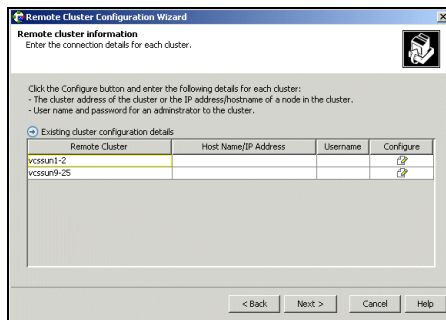 Remote Cluster Configuration Wizard
Remote cluster information
Enter the connection details for each cluster.
Click the Configure button and enter the following details for each cluster:
- The cluster address of the cluster or the IP address/hostname of a node in the cluster.
- User name and password for an adminstrator to the cluster.
Existing cluster configuration details
Remote Cluster Host Name/IP Address Username Configure
vcssun1-2
vcssun9-25
< Back Next > Cancel Help